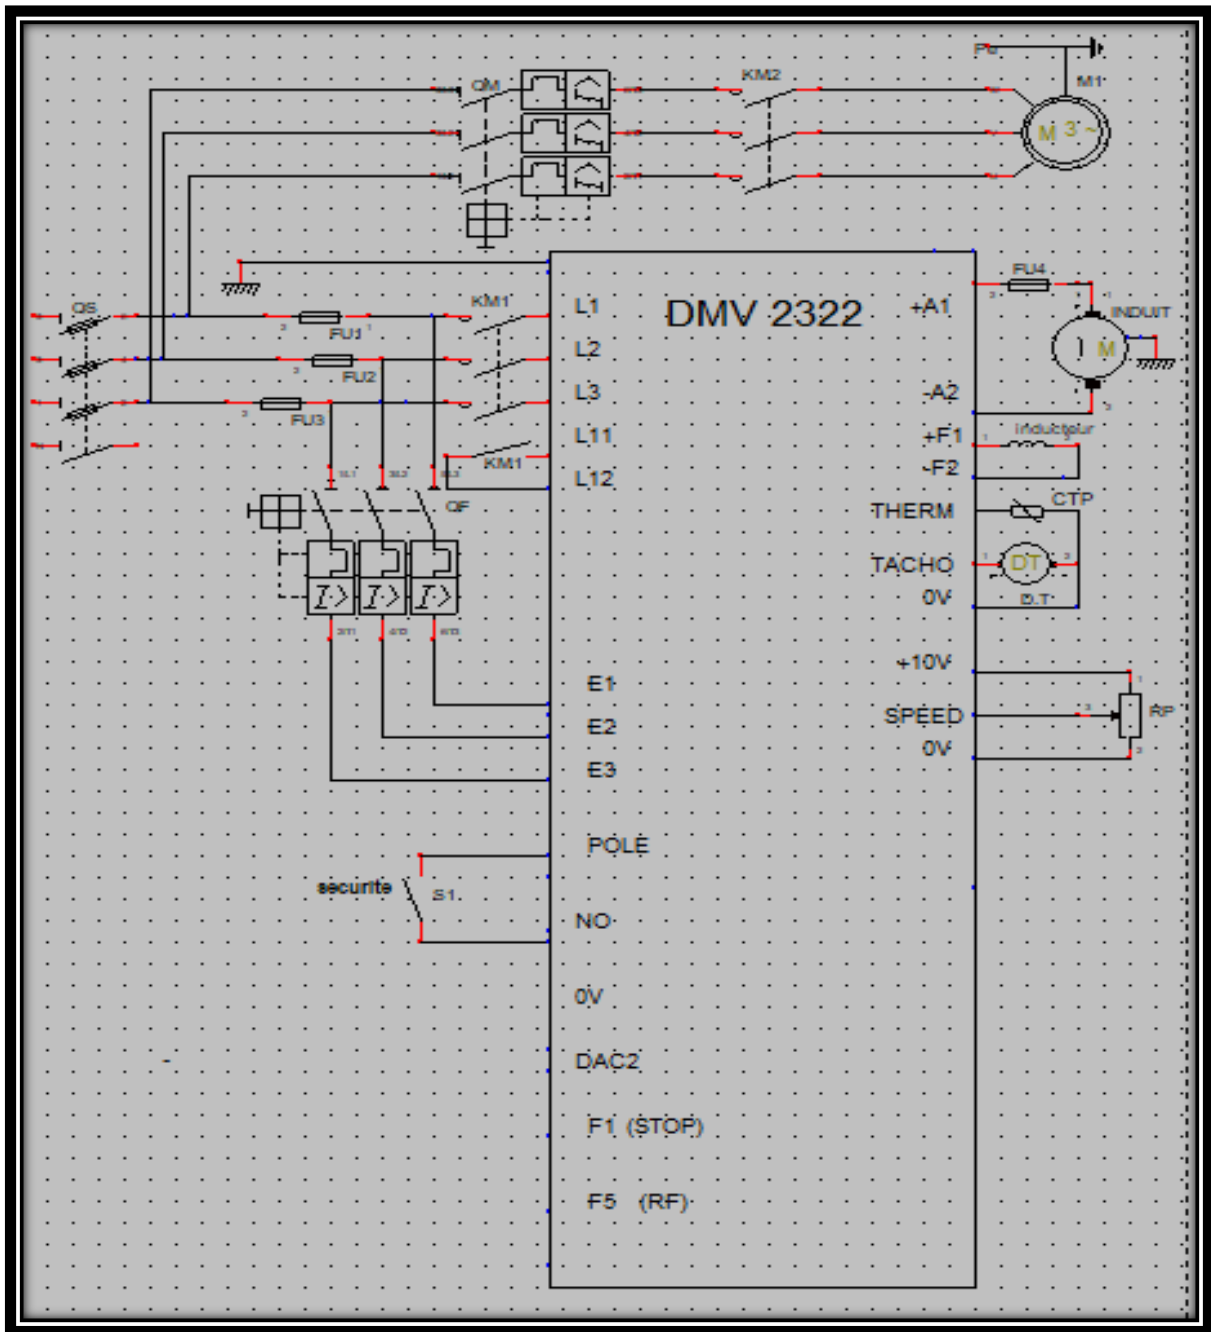 Pe
QM
KM2
M1
M 3 ~
FU4
QS
KM1
L1
DMV 2322
+A1
INDUIT
FU1
L2
M
FU2
L3
-A2
FU3
L11
+F1
inducteur
KM1
L12
-F2
QF
THERM
CTP
I>
I>
I>
TACHO
DT
0V
D.T
+10V
E1
SPEED
RP
E2
0V
E3
POLE
securite
S1
NO
0V
DAC2
F1 (STOP)
F5 (RF)